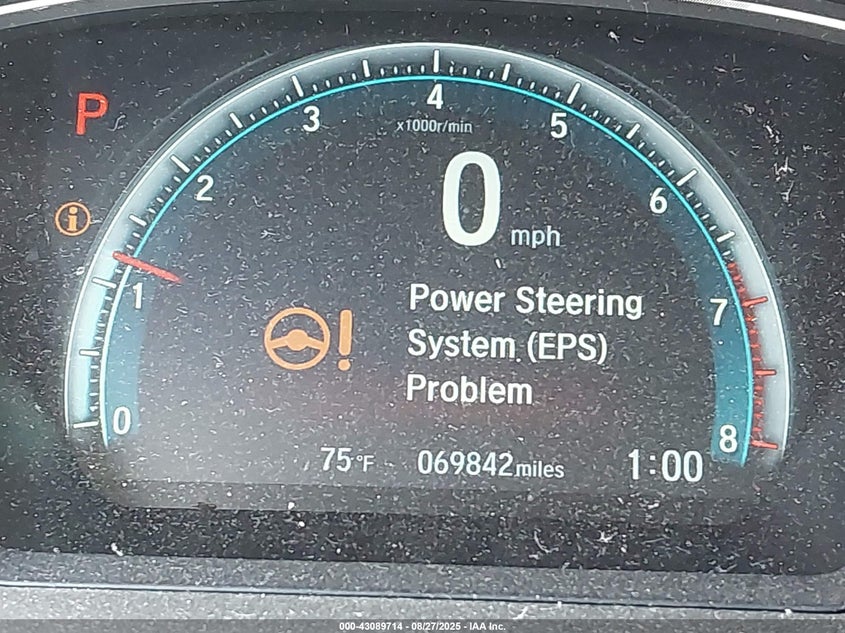 P
4
3
5
x1000r/min
2
6
0 mph
1
7
Power Steering
System (EPS)
Problem
0
8
75°F 069842miles 1:00
000-43089714 - 08/27/2025 - IAA Inc.